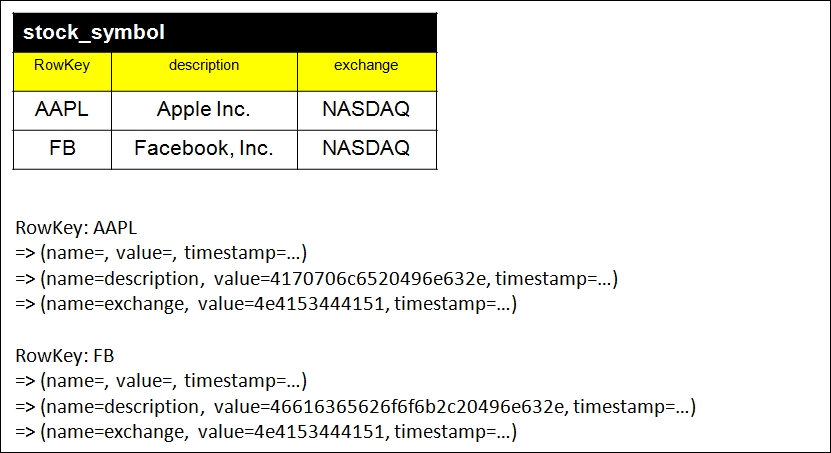 stock_symbol
RowKey description exchange
AAPL Apple Inc. NASDAQ
FB Facebook, Inc. NASDAQ
RowKey: AAPL
=> (name=, value=, timestamp=…)
=> (name=description, value=4170706c6520496e632e, timestamp=…)
=> (name=exchange, value=4e4153444151, timestamp=…)
RowKey: FB
=> (name=, value=, timestamp=…)
=> (name=description, value=46616365626f6f6b2c20496e632e, timestamp=…)
=> (name=exchange, value=4e4153444151, timestamp=…)